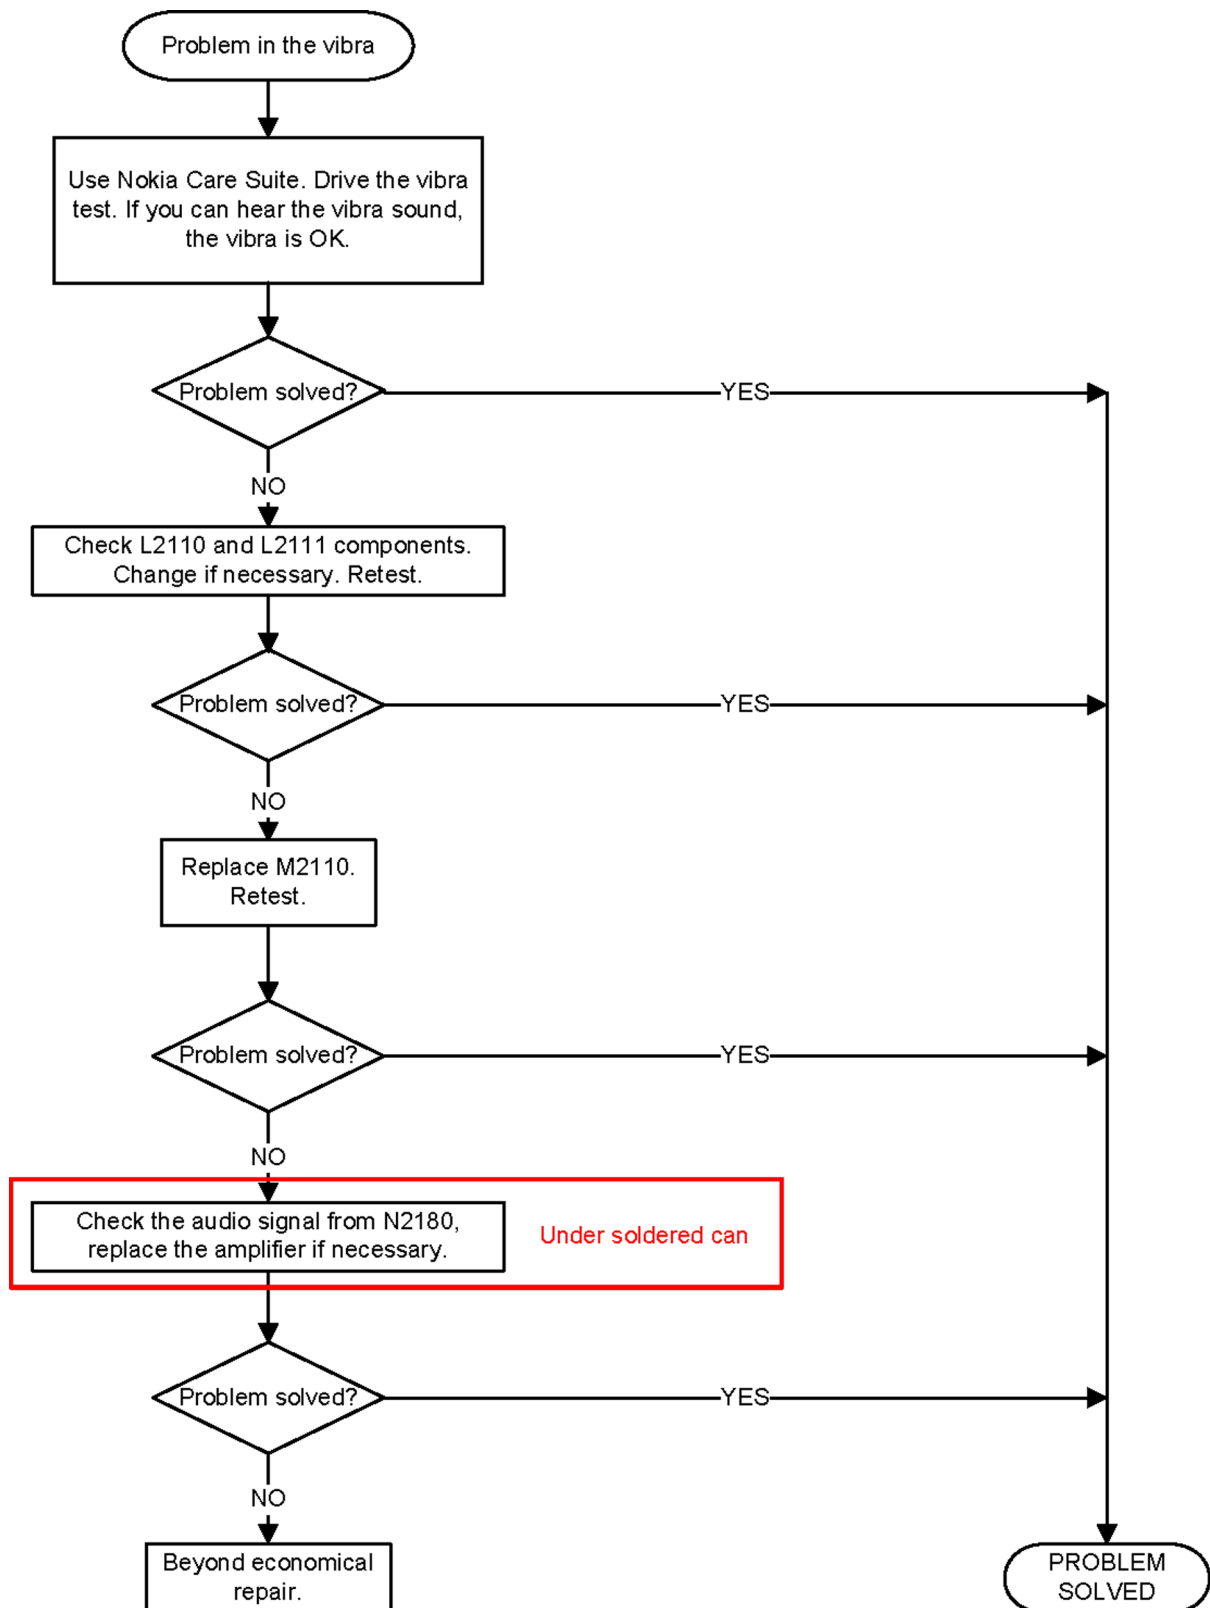 Problem in the vibra
Use Nokia Care Suite. Drive the vibra
test. If you can hear the vibra sound,
the vibra is OK.
Problem solved?
YES
NO
Check L2110 and L2111 components.
Change if necessary. Retest.
Problem solved?
YES
NO
Replace M2110.
Retest.
Problem solved?
YES
NO
Check the audio signal from N2180,
replace the amplifier if necessary.
Under soldered can
Problem solved?
YES
NO
Beyond economical
repair.
PROBLEM
SOLVED